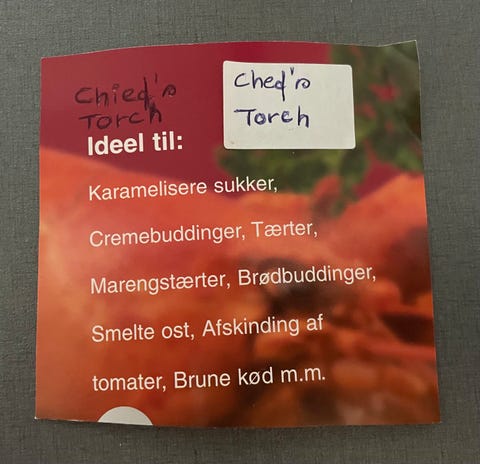 Chied's
Torch
Ched's
Torch
Ideel til:
Karamelisere sukker,
Cremebuddinger, Tærter,
Marengstærter, Brødbuddinger,
Smelte ost, Afskinding af
tomater, Brune kød m.m.